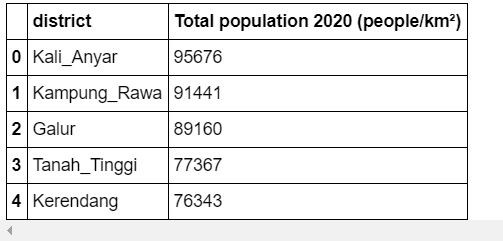 district Total population 2020 (people/km²)
0 Kali_Anyar 95676
1 Kampung_Rawa 91441
2 Galur 89160
3 Tanah_Tinggi 77367
4 Kerendang 76343